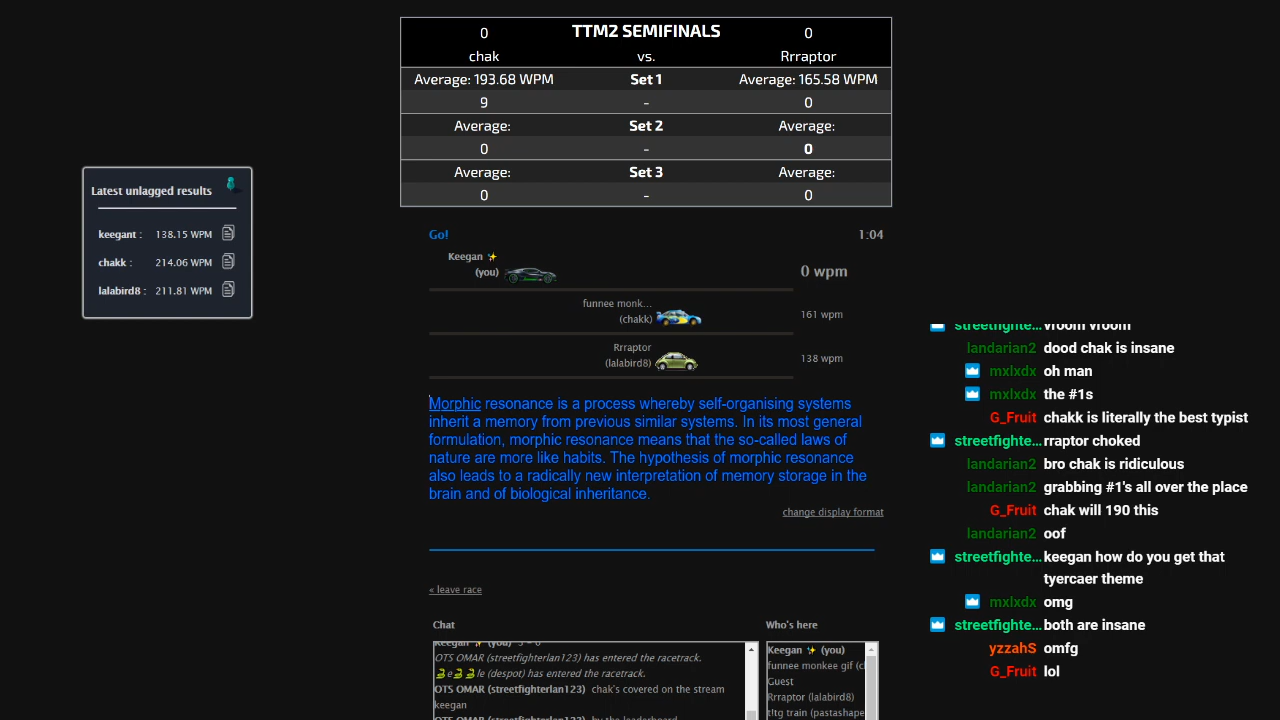 0 TTM2 SEMIFINALS 0
chak vs. Rrraptor
Average: 193.68 WPM Set 1 Average: 165.58 WPM
9 - 0
Average: Set 2 Average:
0 - 0
Average: Set 3 Average:
0 - 0
Latest unlagged results
keegant : 138.15 WPM
chakk : 214.06 WPM
lalabird8 : 211.81 WPM
Go! 1:04
Keegan ✨
(you) 0 wpm
funnee monk...
(chakk) 161 wpm
Rrraptor
(lalabird8) 138 wpm
Morphic resonance is a process whereby self-organising systems
inherit a memory from previous similar systems. In its most general
formulation, morphic resonance means that the so-called laws of
nature are more like habits. The hypothesis of morphic resonance
also leads to a radically new interpretation of memory storage in the
brain and of biological inheritance.
change display format
« leave race
Chat
Keegan ✨ (you)
OTS OMAR (streetfighterlan123) has entered the racetrack.
🐍e🐍🐍le (despot) has entered the racetrack.
OTS OMAR (streetfighterlan123) chak's covered on the stream
keegan
OTS OMAR (streetfighterlan123) by the leaderboard
Who's here
Keegan ✨ (you)
funnee monkee gif (cl
Guest
Rrraptor (lalabird8)
t!tg train (pastashape
streetfighte... vroom vroom
landarian2 dood chak is insane
mxlxdx oh man
mxlxdx the #1s
G_Fruit chakk is literally the best typist
streetfighte... rraptor choked
landarian2 bro chak is ridiculous
landarian2 grabbing #1's all over the place
G_Fruit chak will 190 this
landarian2 oof
streetfighte... keegan how do you get that
tyercaer theme
mxlxdx omg
streetfighte... both are insane
yzzahS omfg
G_Fruit lol